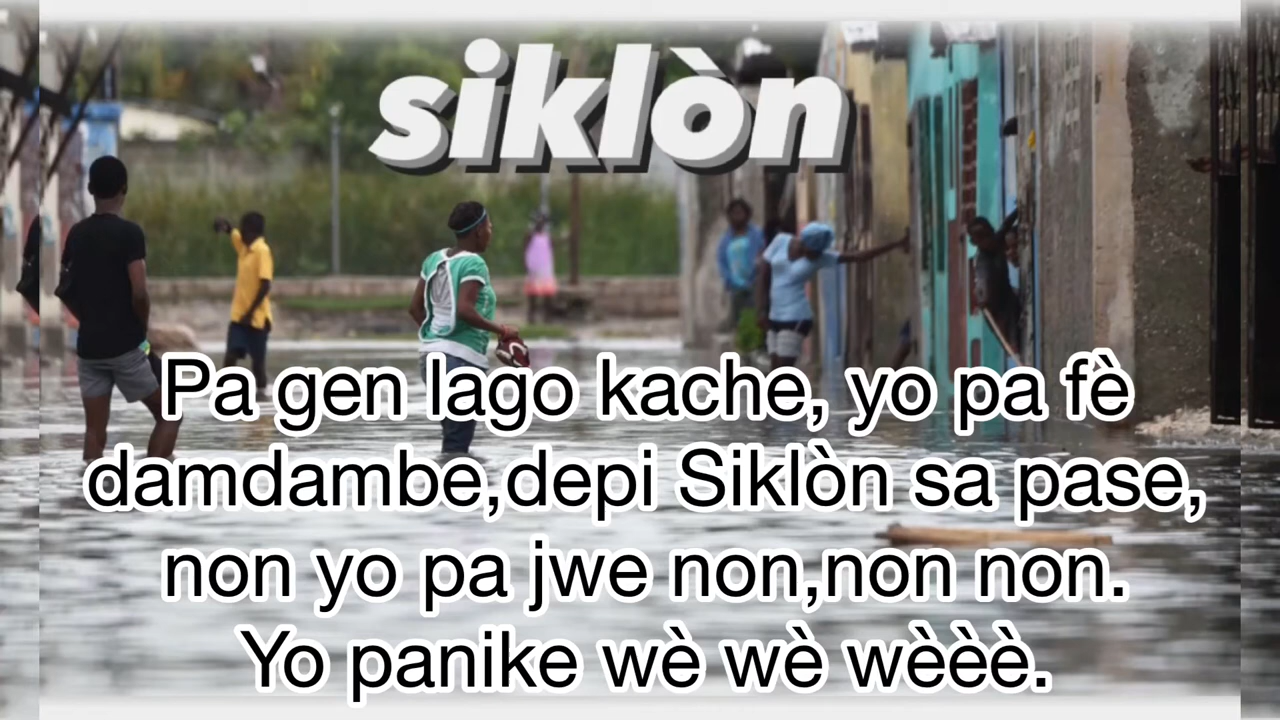 siklòn
Pa gen lago kache, yo pa fè
damdambe,depi Siklòn sa pase,
non yo pa jwe non,non non.
Yo panike wè wè wèèè.